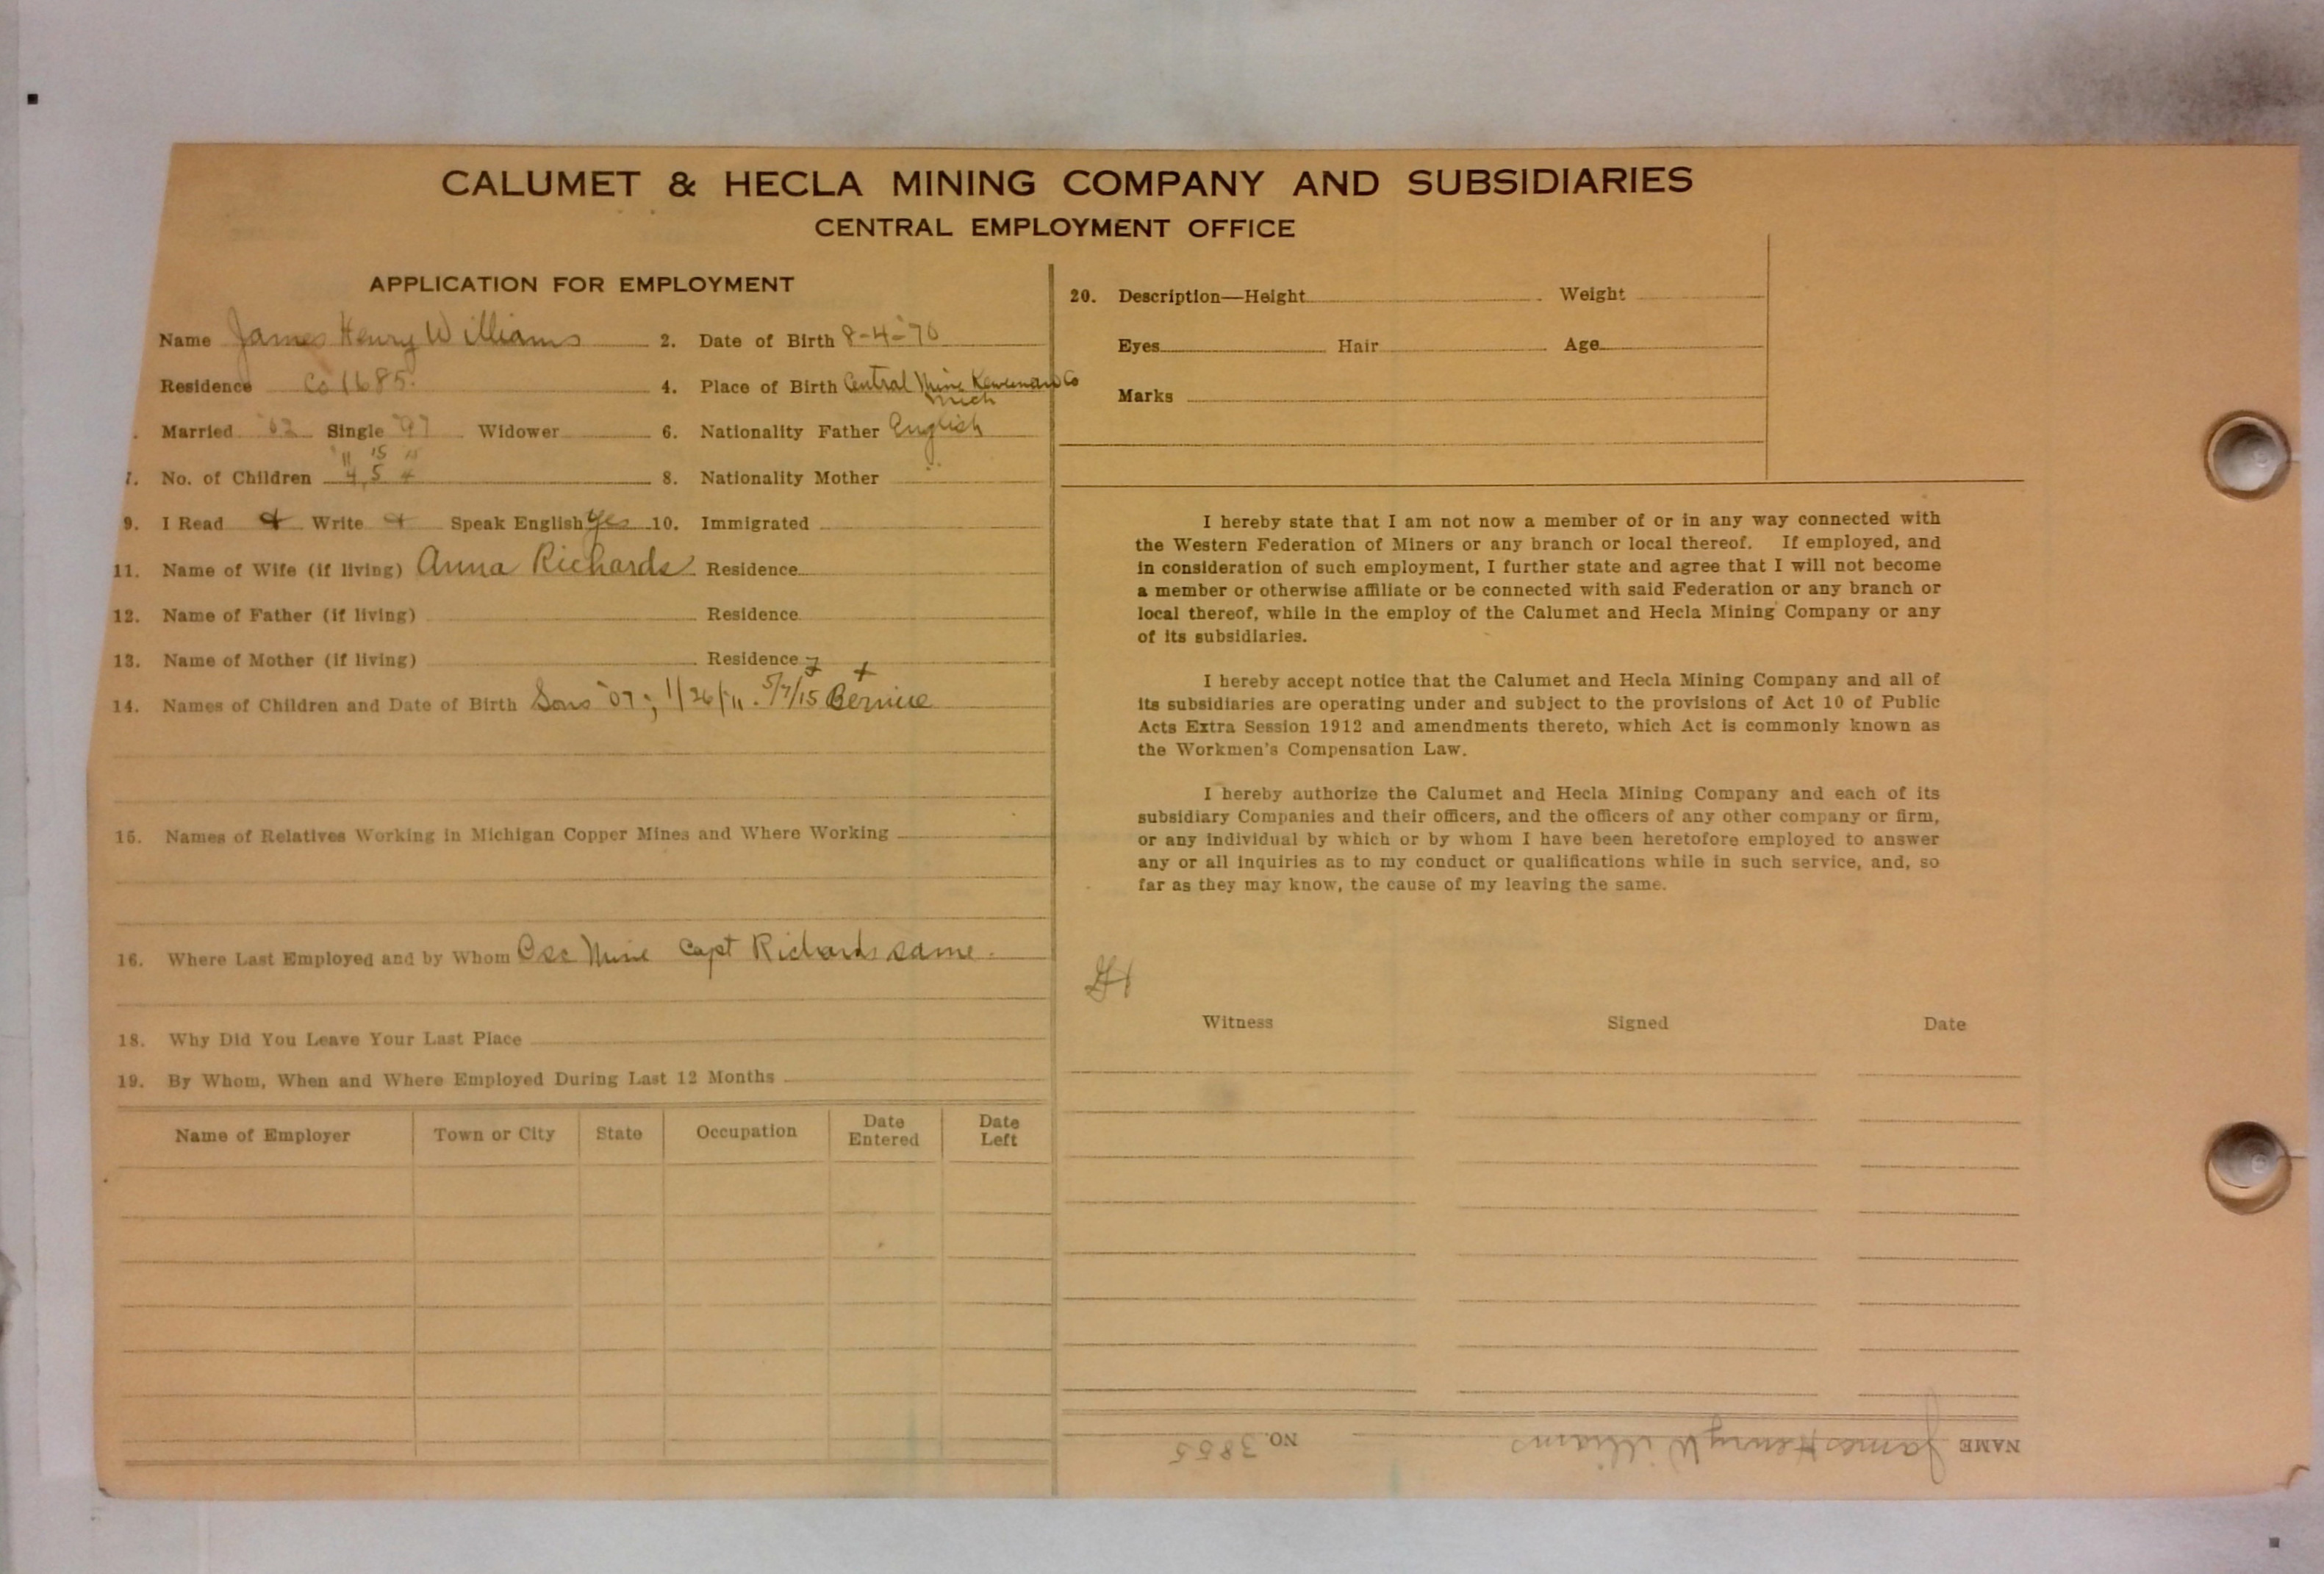 CALUMET & HECLA MINING COMPANY AND SUBSIDIARIES
CENTRAL EMPLOYMENT OFFICE
APPLICATION FOR EMPLOYMENT
Name James Henry Williams 2. Date of Birth 8-4-'70
Residence Co 1685. 4. Place of Birth Central Mine Keweenaw Co
Mich
Married '02 Single '97 Widower 6. Nationality Father English
'11 15 15
7. No. of Children 4, 5 4 8. Nationality Mother "
9. I Read + Write + Speak English yes 10. Immigrated
11. Name of Wife (if living) Anna Richards Residence
12. Name of Father (if living) Residence
13. Name of Mother (if living) Residence
14. Names of Children and Date of Birth Sons '07; 1/26/11. 5/7/15 Bernice
15. Names of Relatives Working in Michigan Copper Mines and Where Working
16. Where Last Employed and by Whom Osc Mine Capt Richards same.
18. Why Did You Leave Your Last Place
19. By Whom, When and Where Employed During Last 12 Months
Name of Employer Town or City State Occupation Date Entered Date Left
20. Description—Height Weight
Eyes Hair Age
Marks
I hereby state that I am not now a member of or in any way connected with
the Western Federation of Miners or any branch or local thereof. If employed, and
in consideration of such employment, I further state and agree that I will not become
a member or otherwise affiliate or be connected with said Federation or any branch or
local thereof, while in the employ of the Calumet and Hecla Mining Company or any
of its subsidiaries.
I hereby accept notice that the Calumet and Hecla Mining Company and all of
its subsidiaries are operating under and subject to the provisions of Act 10 of Public
Acts Extra Session 1912 and amendments thereto, which Act is commonly known as
the Workmen's Compensation Law.
I hereby authorize the Calumet and Hecla Mining Company and each of its
subsidiary Companies and their officers, and the officers of any other company or firm,
or any individual by which or by whom I have been heretofore employed to answer
any or all inquiries as to my conduct or qualifications while in such service, and, so
far as they may know, the cause of my leaving the same.
Witness Signed Date
NAME James Henry Williams NO. 3855